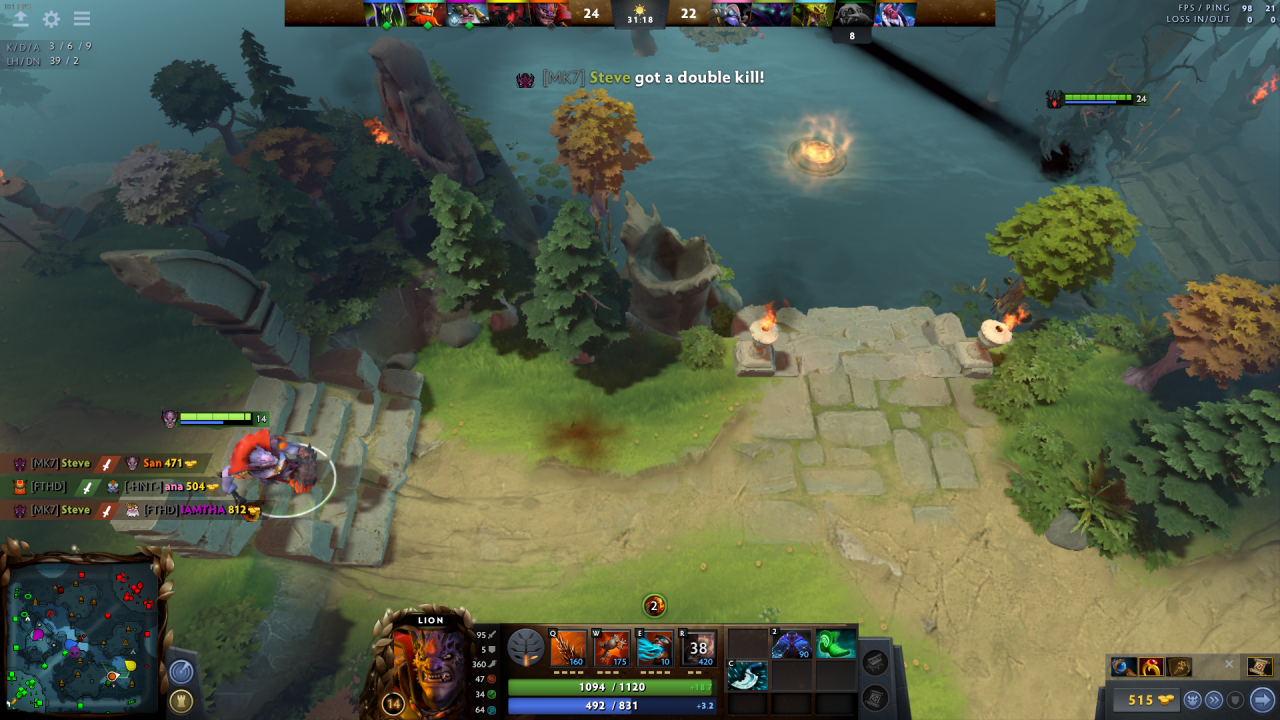 24 31:18 22
8
FPS / PING 98 21
LOSS IN/OUT 0 0
K/D/A 3 / 6 / 9
LH/DN 39 / 2
[MK7] Steve got a double kill!
24
14
[MK7] Steve San 471
[FTHD] [-HNT-] ana 504
[MK7] Steve [FTHD] IAMTHA 812
2
LION
95
5
360
47
34
64
14
Q 160
W 175
E 10
R 38 420
1094 / 1120 +18.7
492 / 831 +3.2
2 90
C
515